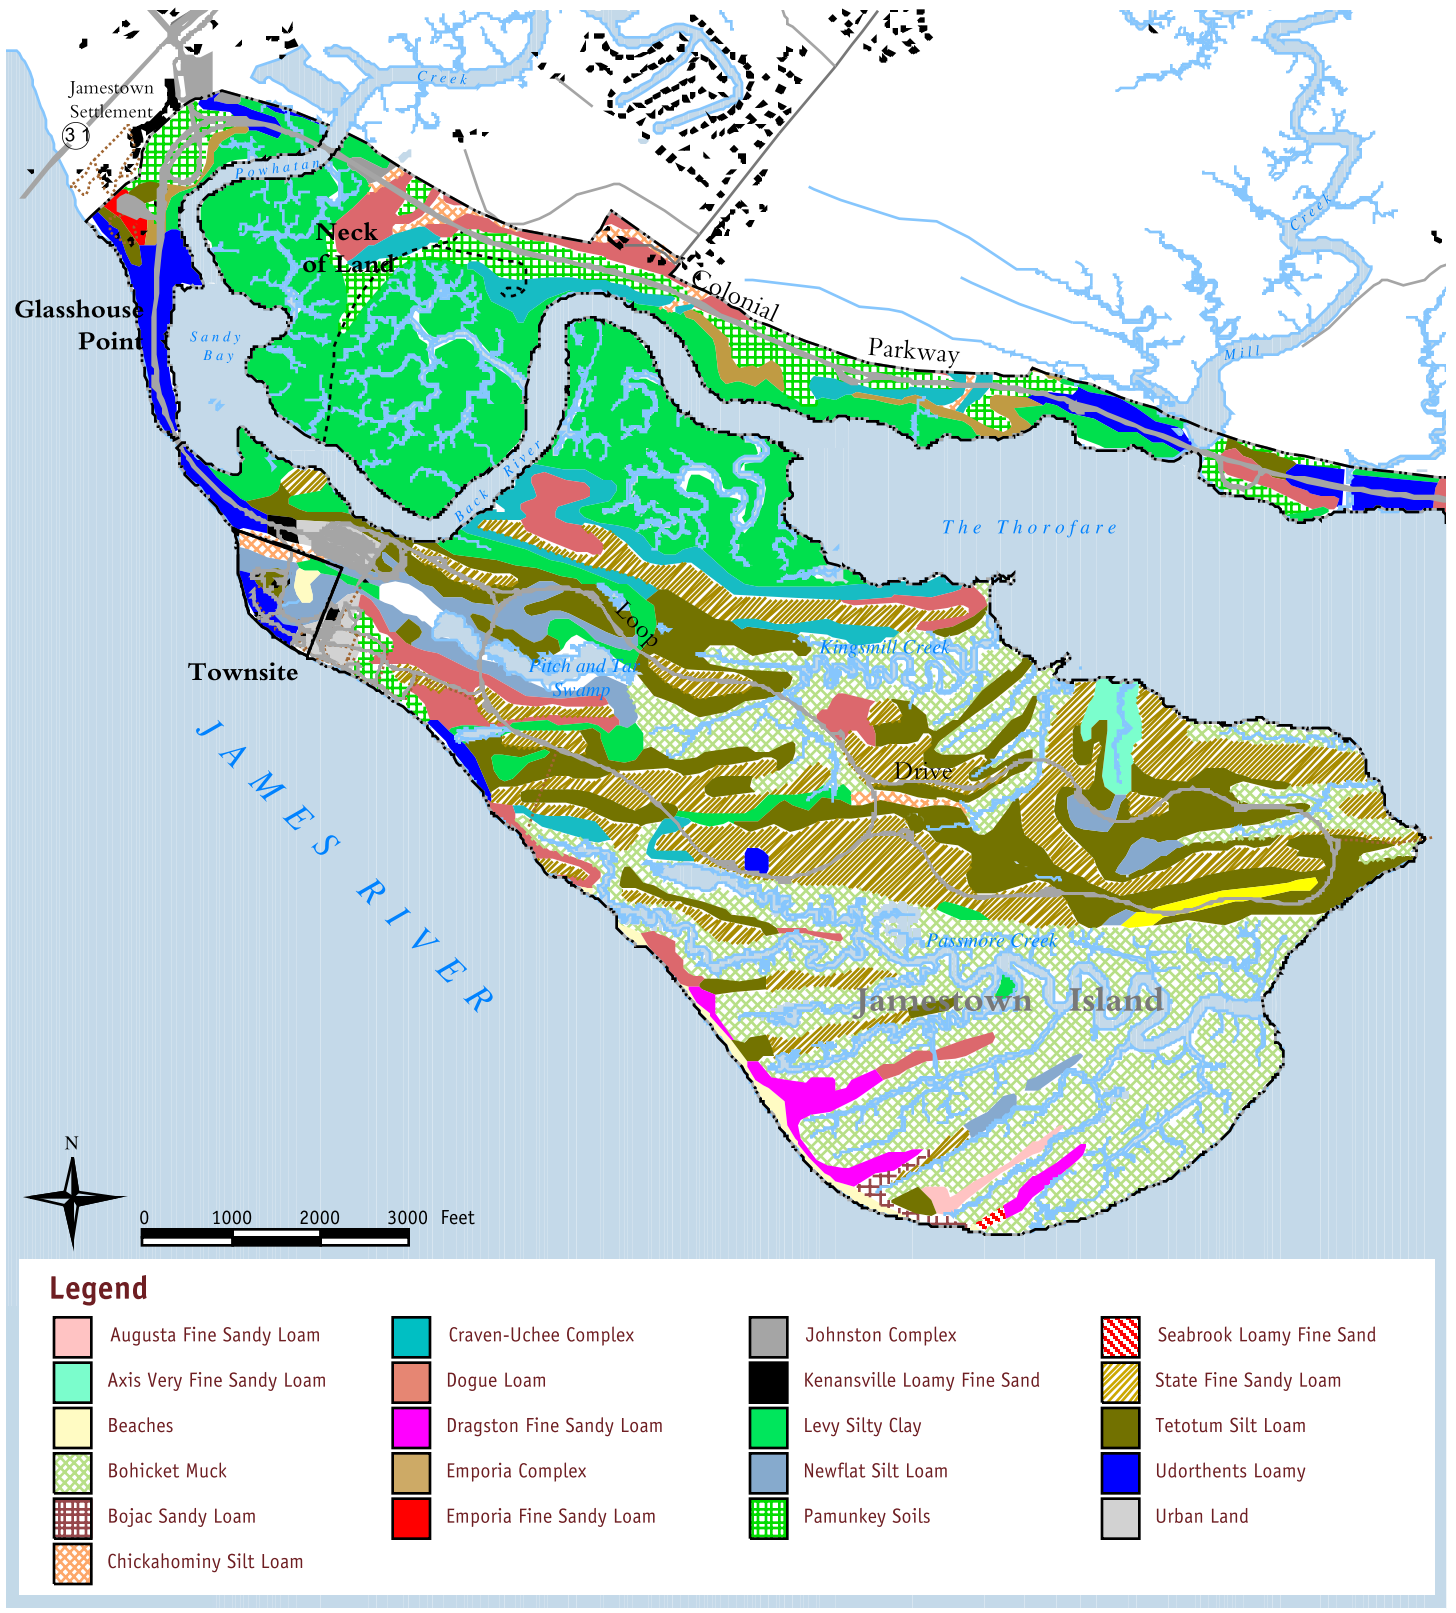 Creek
Jamestown
Settlement
31
Powhatan
Creek
Neck
of Land
Colonial
Glasshouse
Point
Sandy
Bay
Parkway
Mill
Back River
The Thorofare
Loop
Kingsmill Creek
Townsite
Pitch and Tar
Swamp
JAMES RIVER
Drive
Passmore Creek
Jamestown Island
N
0 1000 2000 3000 Feet
Legend
Augusta Fine Sandy Loam
Axis Very Fine Sandy Loam
Beaches
Bohicket Muck
Bojac Sandy Loam
Chickahominy Silt Loam
Craven-Uchee Complex
Dogue Loam
Dragston Fine Sandy Loam
Emporia Complex
Emporia Fine Sandy Loam
Johnston Complex
Kenansville Loamy Fine Sand
Levy Silty Clay
Newflat Silt Loam
Pamunkey Soils
Seabrook Loamy Fine Sand
State Fine Sandy Loam
Tetotum Silt Loam
Udorthents Loamy
Urban Land